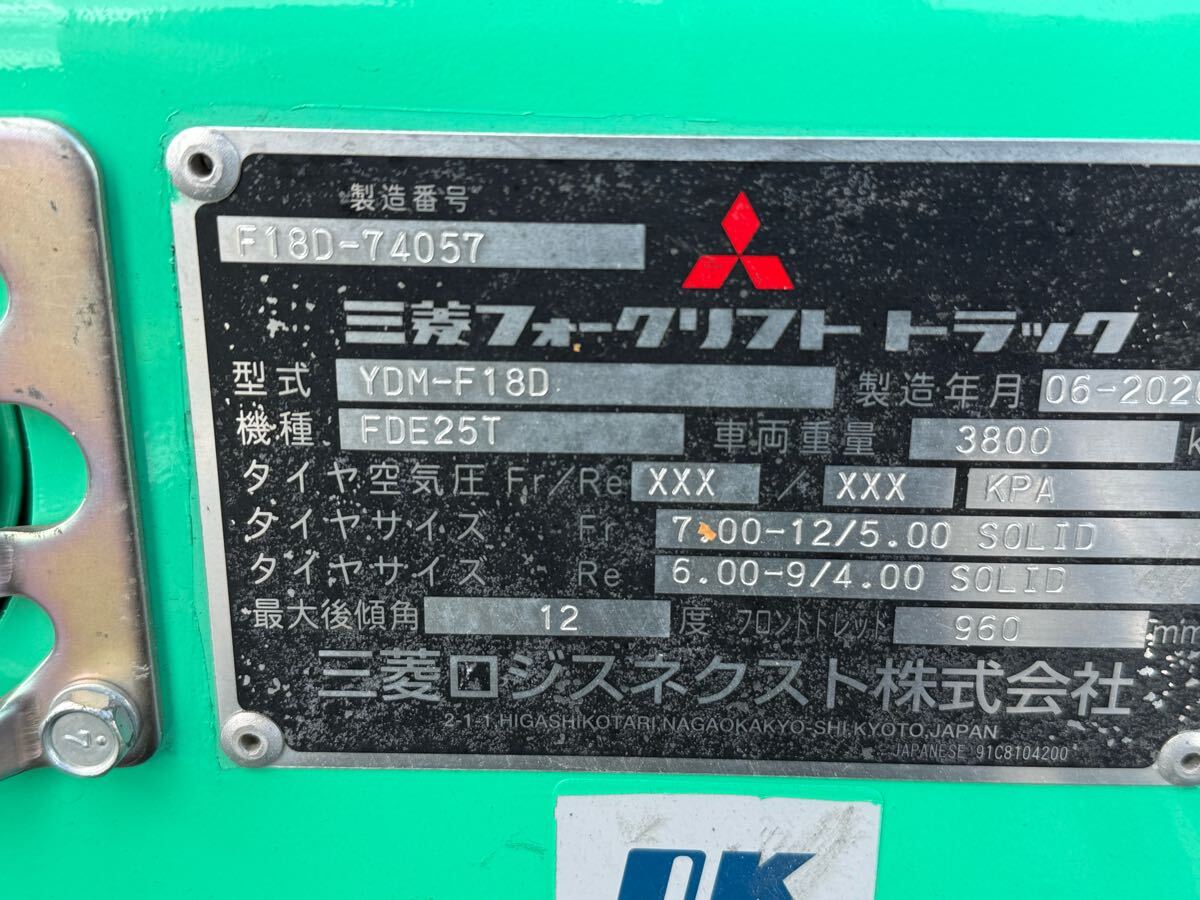 製造番号
F18D-74057
三菱フォークリフト トラック
型式 YDM-F18D 製造年月 06-202
機種 FDE25T 車両重量 3800
タイヤ空気圧 Fr/Re XXX / XXX KPA
タイヤサイズ Fr 7.00-12/5.00 SOLID
タイヤサイズ Re 6.00-9/4.00 SOLID
最大後傾角 12 度 フロントトレッド 960 mm
三菱ロジスネクスト株式会社
2-1-1,HIGASHIKOTARI,NAGAOKAKYO-SHI,KYOTO,JAPAN
JAPANESE 91C8104200
7